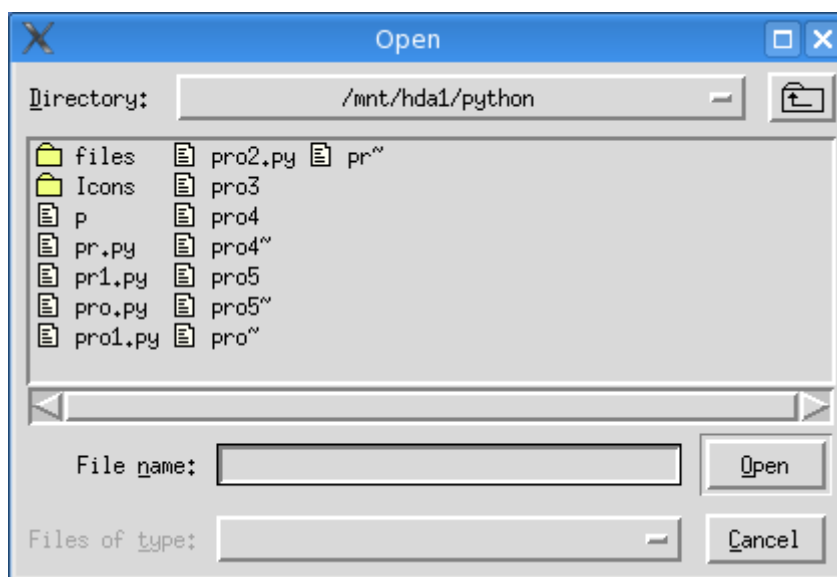 Open
Directory: /mnt/hda1/python
files pro2.py pr~
Icons pro3
p pro4
pr.py pro4~
pr1.py pro5
pro.py pro5~
pro1.py pro~
File name: Open
Files of type: Cancel